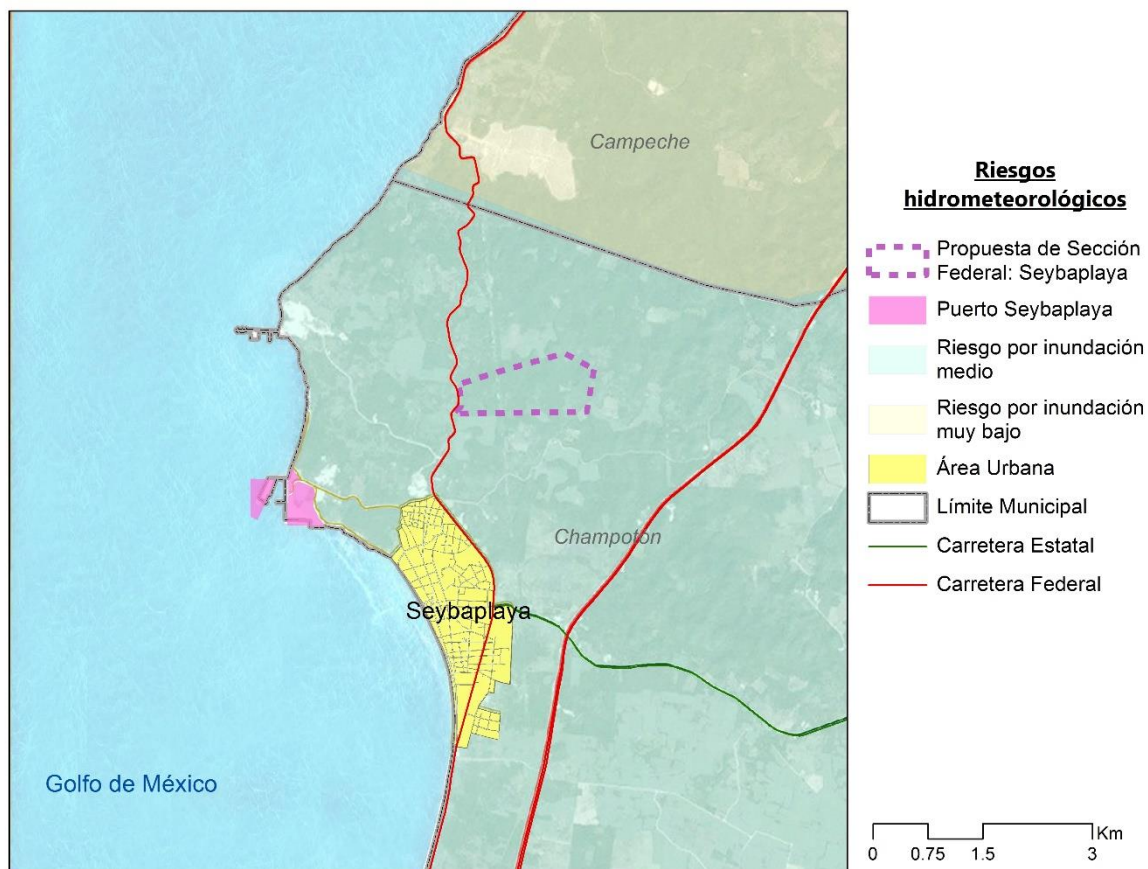 Campeche
Champotón
Seybaplaya
Golfo de México
Riesgos
hidrometeorológicos
Propuesta de Sección
Federal: Seybaplaya
Puerto Seybaplaya
Riesgo por inundación
medio
Riesgo por inundación
muy bajo
Área Urbana
Límite Municipal
Carretera Estatal
Carretera Federal
Km
0 0.75 1.5 3